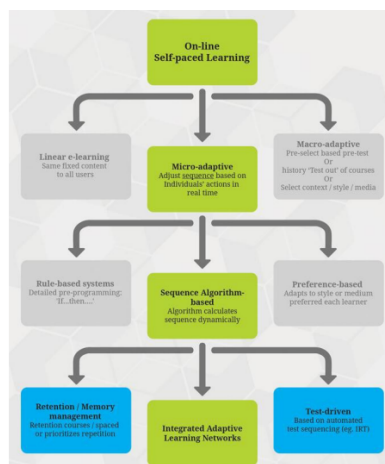 On-line
Self-paced Learning
Linear e-learning
Same fixed content
to all users
Micro-adaptive
Adjust sequence based on
Individuals' actions in
real time
Macro-adaptive
Pre-select based pre-test
Or
history 'Test out' of courses
Or
Select context / style / media
Rule-based systems
Detailed pre-programming:
'If...then....'
Sequence Algorithm-
based
Algorithm calculates
sequence dynamically
Preference-based
Adapts to style or medium
preferred each learner
Retention / Memory
management
Retention courses / spaced
or prioritizes repetition
Integrated Adaptive
Learning Networks
Test-driven
Based on automated
test sequencing (eg. IRT)